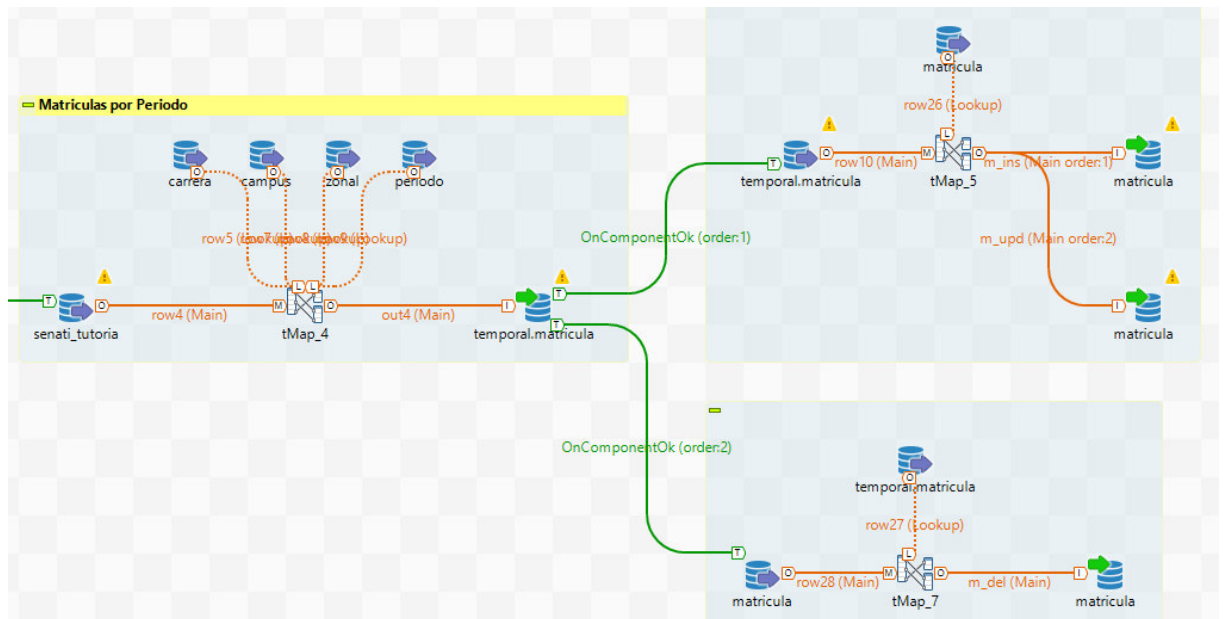 Matriculas por Periodo
carrera
campus
zonal
periodo
row5 (Lookup)
senati_tutoria
row4 (Main)
tMap_4
out4 (Main)
temporal.matricula
OnComponentOk (order:1)
OnComponentOk (order:2)
matricula
row26 (Lookup)
temporal.matricula
row10 (Main)
tMap_5
m_ins (Main order:1)
matricula
m_upd (Main order:2)
matricula
temporal.matricula
row27 (Lookup)
matricula
row28 (Main)
tMap_7
m_del (Main)
matricula